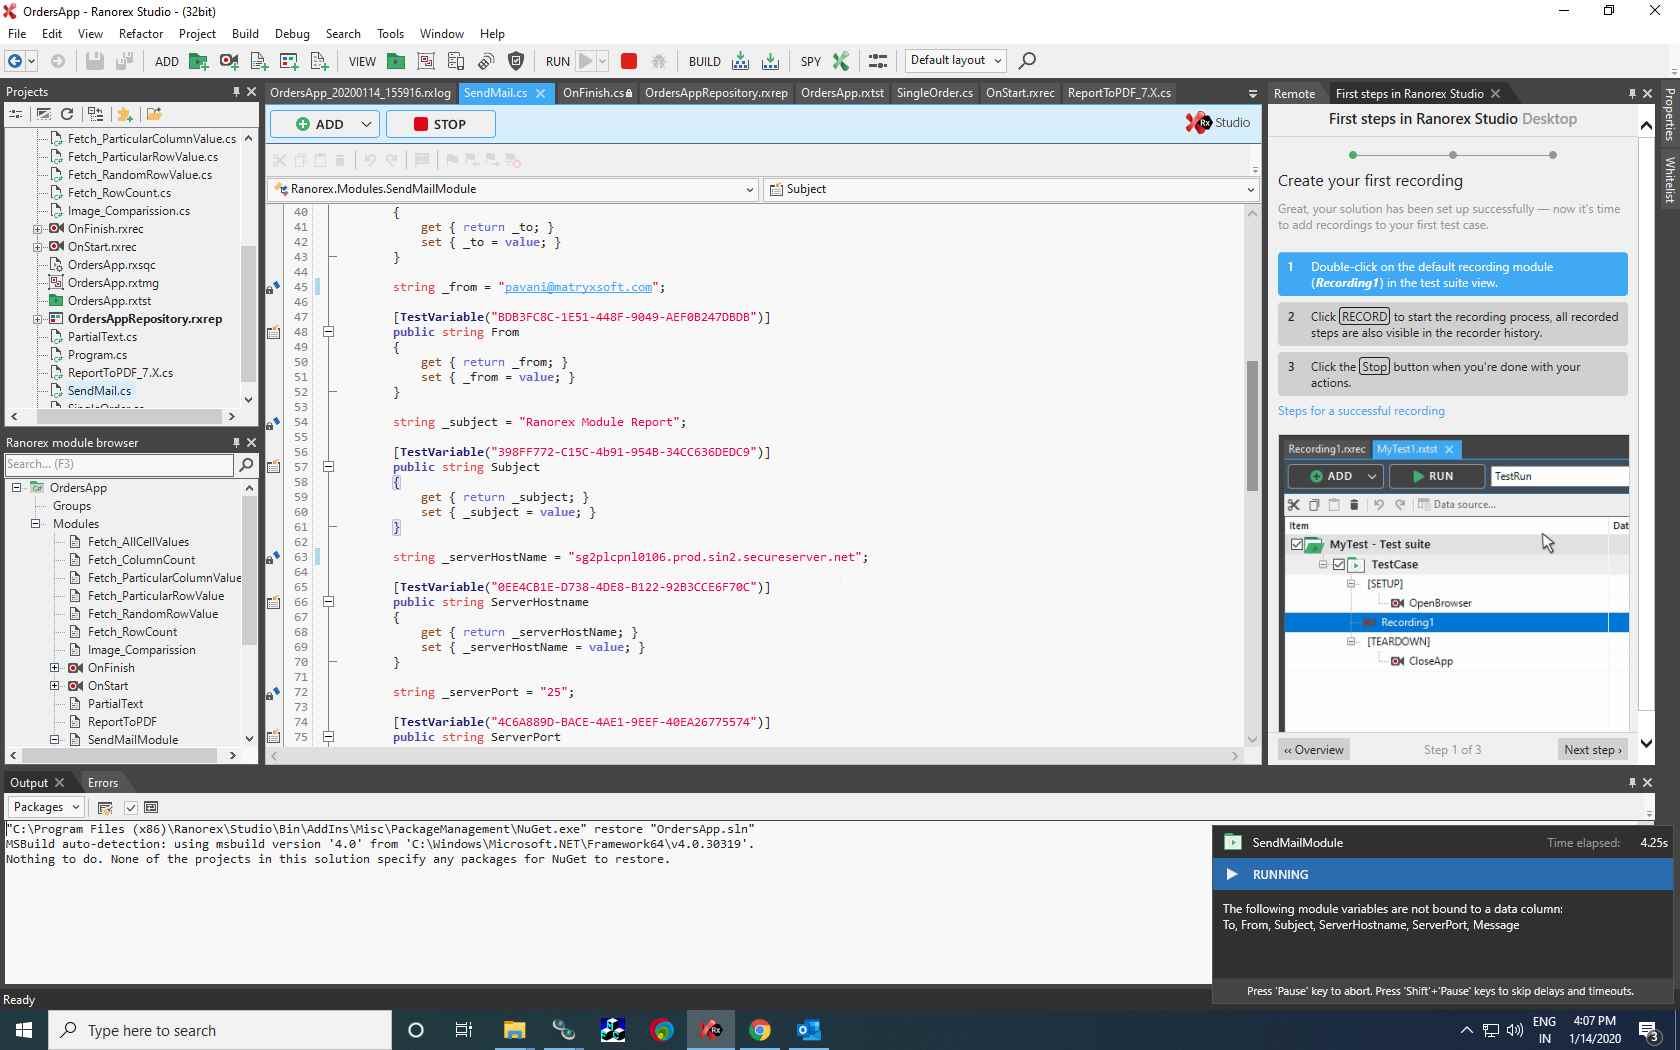 OrdersApp - Ranorex Studio - (32bit)
File Edit View Refactor Project Build Debug Search Tools Window Help
ADD VIEW RUN BUILD SPY Default layout
Projects
Fetch_ParticularColumnValue.cs
Fetch_ParticularRowValue.cs
Fetch_RandomRowValue.cs
Fetch_RowCount.cs
Image_Comparission.cs
OnFinish.rxrec
OnStart.rxrec
OrdersApp.rxsqc
OrdersApp.rxtmg
OrdersApp.rxtst
OrdersAppRepository.rxrep
PartialText.cs
Program.cs
ReportToPDF_7.X.cs
SendMail.cs
SingleOrder.cs
Ranorex module browser
Search... (F3)
OrdersApp
Groups
Modules
Fetch_AllCellValues
Fetch_ColumnCount
Fetch_ParticularColumnValue
Fetch_ParticularRowValue
Fetch_RandomRowValue
Fetch_RowCount
Image_Comparission
OnFinish
OnStart
PartialText
ReportToPDF
SendMailModule
OrdersApp_20200114_155916.rxlog SendMail.cs OnFinish.cs OrdersAppRepository.rxrep OrdersApp.rxtst SingleOrder.cs OnStart.rxrec ReportToPDF_7.X.cs
ADD STOP Rx Studio
Ranorex.Modules.SendMailModule Subject
40 {
41 get { return _to; }
42 set { _to = value; }
43 }
44
45 string _from = "pavani@matryxsoft.com";
46
47 [TestVariable("BDB3FC8C-1E51-448F-9049-AEF0B247DBDB")]
48 public string From
49 {
50 get { return _from; }
51 set { _from = value; }
52 }
53
54 string _subject = "Ranorex Module Report";
55
56 [TestVariable("398FF772-C15C-4b91-954B-34CC636DEDC9")]
57 public string Subject
58 {
59 get { return _subject; }
60 set { _subject = value; }
61 }
62
63 string _serverHostName = "sg2plcpnl0106.prod.sin2.secureserver.net";
64
65 [TestVariable("0EE4CB1E-D738-4DE8-B122-92B3CCE6F70C")]
66 public string ServerHostname
67 {
68 get { return _serverHostName; }
69 set { _serverHostName = value; }
70 }
71
72 string _serverPort = "25";
73
74 [TestVariable("4C6A889D-BACE-4AE1-9EEF-40EA26775574")]
75 public string ServerPort
Remote First steps in Ranorex Studio
First steps in Ranorex Studio Desktop
Create your first recording
Great, your solution has been set up successfully — now it's time
to add recordings to your first test case.
1 Double-click on the default recording module
(Recording1) in the test suite view.
2 Click RECORD to start the recording process, all recorded
steps are also visible in the recorder history.
3 Click the Stop button when you're done with your
actions.
Steps for a successful recording
Recording1.rxrec MyTest1.rxtst
ADD RUN TestRun
Data source...
Item Dat
MyTest - Test suite
TestCase
[SETUP]
OpenBrowser
Recording1
[TEARDOWN]
CloseApp
‹‹ Overview Step 1 of 3 Next step ›
Properties
Whitelist
Output Errors
Packages
"C:\Program Files (x86)\Ranorex\Studio\Bin\AddIns\Misc\PackageManagement\NuGet.exe" restore "OrdersApp.sln"
MSBuild auto-detection: using msbuild version '4.0' from 'C:\Windows\Microsoft.NET\Framework64\v4.0.30319'.
Nothing to do. None of the projects in this solution specify any packages for NuGet to restore.
SendMailModule Time elapsed: 4.25s
RUNNING
The following module variables are not bound to a data column:
To, From, Subject, ServerHostname, ServerPort, Message
Press 'Pause' key to abort. Press 'Shift'+'Pause' keys to skip delays and timeouts.
Ready
Type here to search
Rx
ENG
IN
4:07 PM
1/14/2020
3